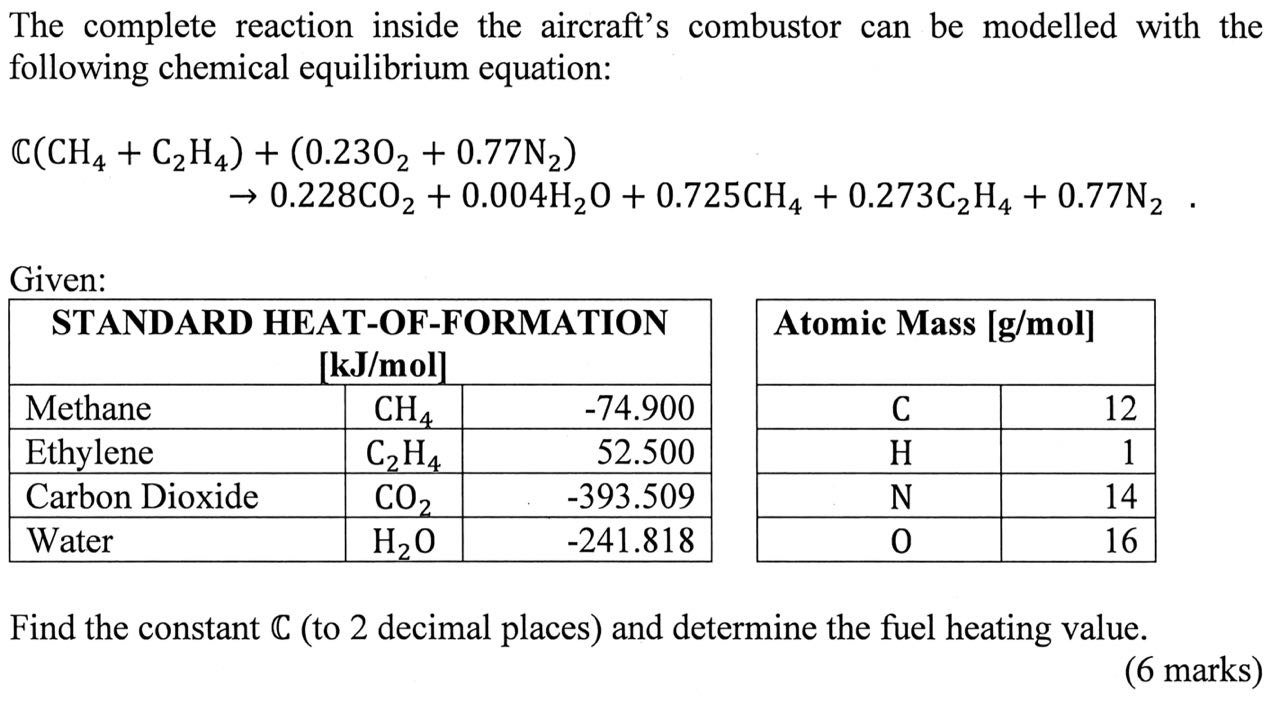 The complete reaction inside the aircraft's combustor can be modelled with the
following chemical equilibrium equation:
ℂ(CH₄ + C₂H₄) + (0.23O₂ + 0.77N₂)
→ 0.228CO₂ + 0.004H₂O + 0.725CH₄ + 0.273C₂H₄ + 0.77N₂ .
Given:
STANDARD HEAT-OF-FORMATION
[kJ/mol]
Methane CH₄ -74.900
Ethylene C₂H₄ 52.500
Carbon Dioxide CO₂ -393.509
Water H₂O -241.818
Atomic Mass [g/mol]
C 12
H 1
N 14
O 16
Find the constant ℂ (to 2 decimal places) and determine the fuel heating value.
(6 marks)